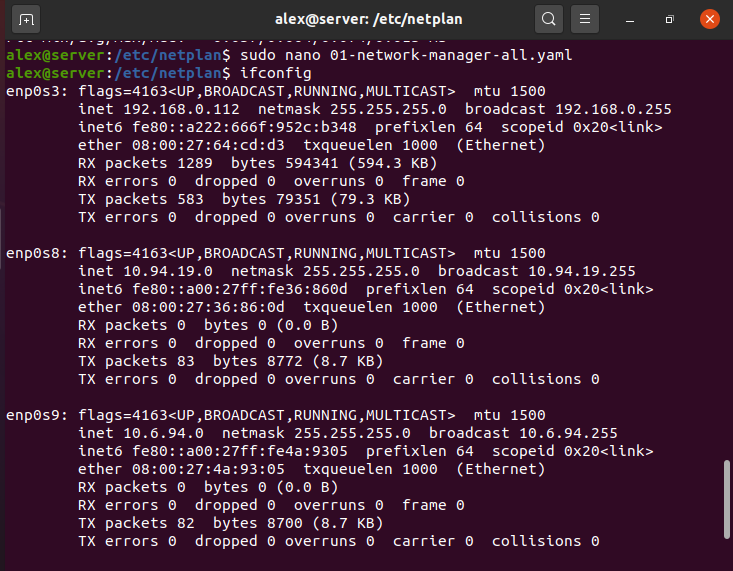 alex@server: /etc/netplan
alex@server:/etc/netplan$ sudo nano 01-network-manager-all.yaml
alex@server:/etc/netplan$ ifconfig
enp0s3: flags=4163<UP,BROADCAST,RUNNING,MULTICAST>  mtu 1500
        inet 192.168.0.112  netmask 255.255.255.0  broadcast 192.168.0.255
        inet6 fe80::a222:666f:952c:b348  prefixlen 64  scopeid 0x20<link>
        ether 08:00:27:64:cd:d3  txqueuelen 1000  (Ethernet)
        RX packets 1289  bytes 594341 (594.3 KB)
        RX errors 0  dropped 0  overruns 0  frame 0
        TX packets 583  bytes 79351 (79.3 KB)
        TX errors 0  dropped 0 overruns 0  carrier 0  collisions 0

enp0s8: flags=4163<UP,BROADCAST,RUNNING,MULTICAST>  mtu 1500
        inet 10.94.19.0  netmask 255.255.255.0  broadcast 10.94.19.255
        inet6 fe80::a00:27ff:fe36:860d  prefixlen 64  scopeid 0x20<link>
        ether 08:00:27:36:86:0d  txqueuelen 1000  (Ethernet)
        RX packets 0  bytes 0 (0.0 B)
        RX errors 0  dropped 0  overruns 0  frame 0
        TX packets 83  bytes 8772 (8.7 KB)
        TX errors 0  dropped 0 overruns 0  carrier 0  collisions 0

enp0s9: flags=4163<UP,BROADCAST,RUNNING,MULTICAST>  mtu 1500
        inet 10.6.94.0  netmask 255.255.255.0  broadcast 10.6.94.255
        inet6 fe80::a00:27ff:fe4a:9305  prefixlen 64  scopeid 0x20<link>
        ether 08:00:27:4a:93:05  txqueuelen 1000  (Ethernet)
        RX packets 0  bytes 0 (0.0 B)
        RX errors 0  dropped 0  overruns 0  frame 0
        TX packets 82  bytes 8700 (8.7 KB)
        TX errors 0  dropped 0 overruns 0  carrier 0  collisions 0